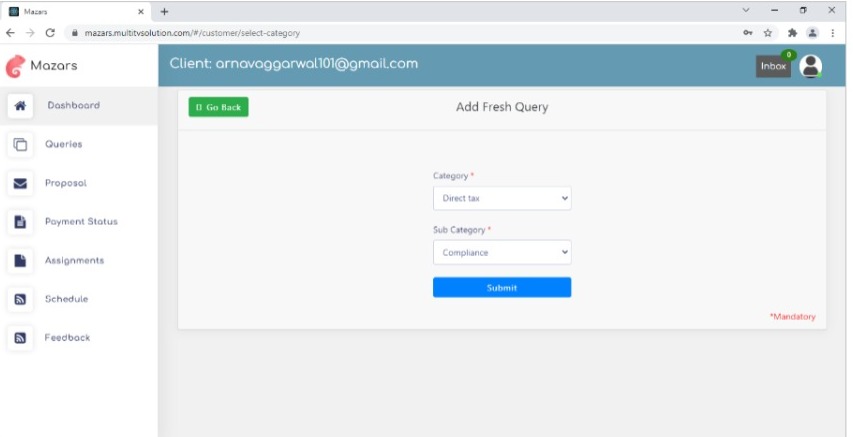 Mazars
mazars.multitvsolution.com/#/customer/select-category
Mazars
Client: arnavaggarwal101@gmail.com
Inbox
0
Dashboard
Go Back
Add Fresh Query
Queries
Proposal
Category *
Direct tax
Payment Status
Sub Category *
Compliance
Assignments
Submit
Schedule
*Mandatory
Feedback